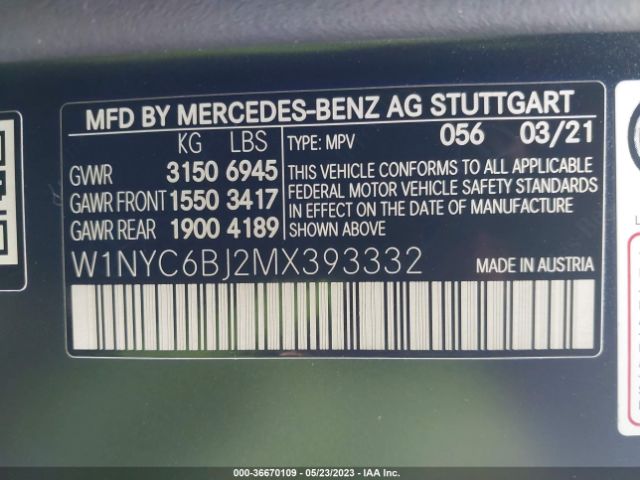 MFD BY MERCEDES-BENZ AG STUTTGART
KG LBS TYPE: MPV 056 03/21
GVWR 3150 6945
GAWR FRONT 1550 3417
GAWR REAR 1900 4189
THIS VEHICLE CONFORMS TO ALL APPLICABLE
FEDERAL MOTOR VEHICLE SAFETY STANDARDS
IN EFFECT ON THE DATE OF MANUFACTURE
SHOWN ABOVE
W1NYC6BJ2MX393332 MADE IN AUSTRIA
000-36670109 - 05/23/2023 - IAA Inc.